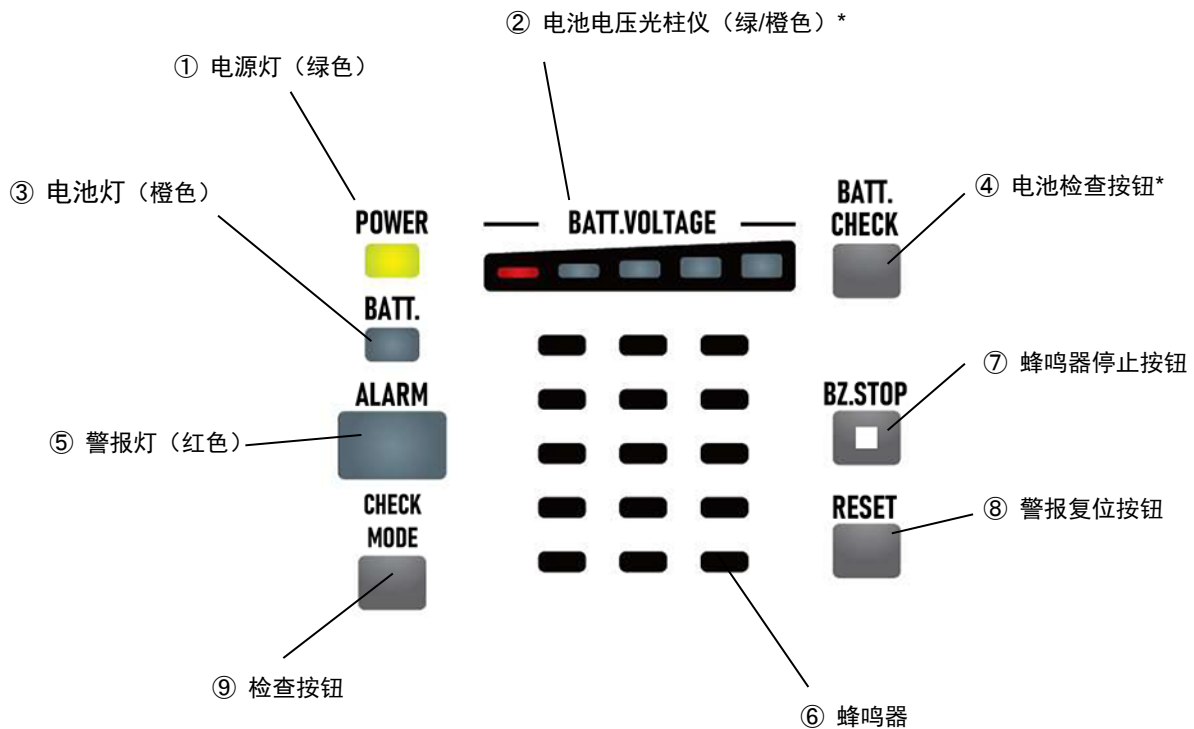 ② 电池电压光柱仪（绿/橙色）*
① 电源灯（绿色）
③ 电池灯（橙色）
④ 电池检查按钮*
POWER
BATT.VOLTAGE
BATT.
CHECK
BATT.
⑦ 蜂鸣器停止按钮
ALARM
BZ.STOP
⑤ 警报灯（红色）
CHECK
MODE
RESET
⑧ 警报复位按钮
⑨ 检查按钮
⑥ 蜂鸣器